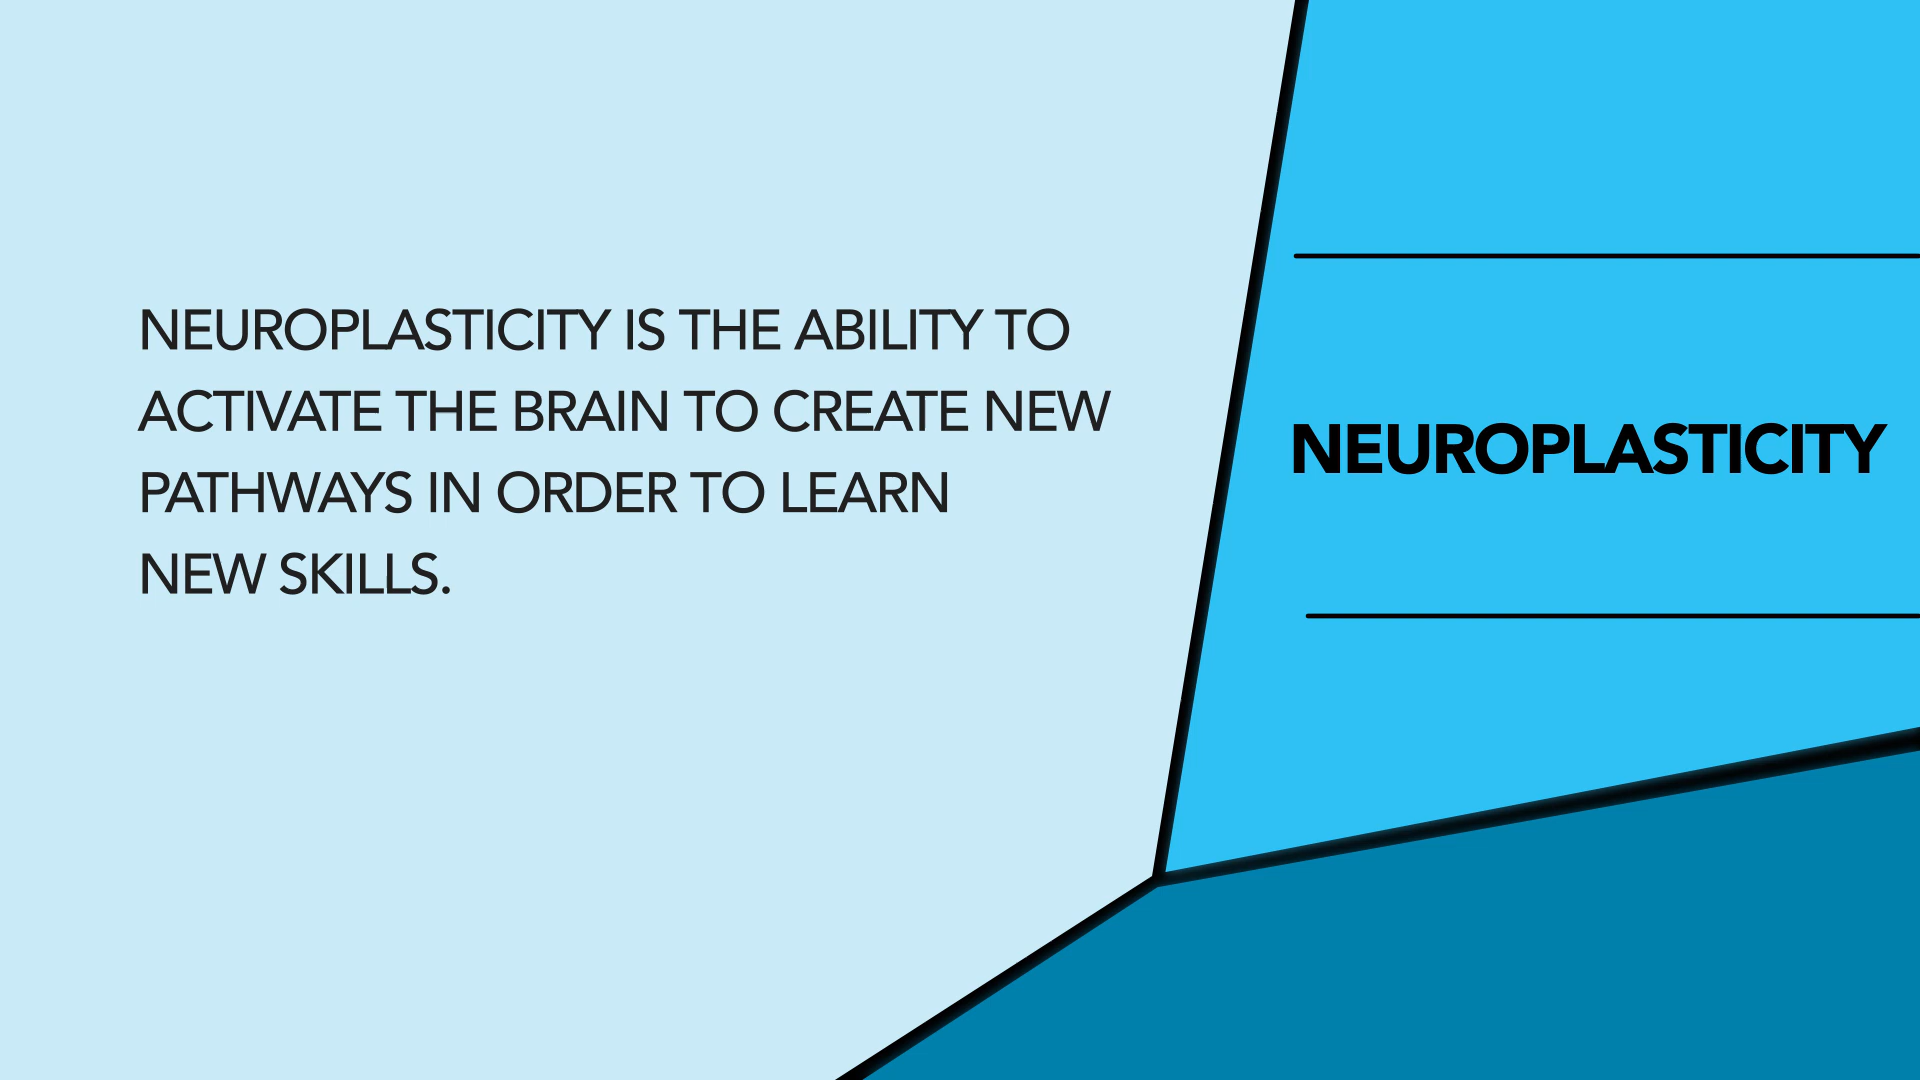 NEUROPLASTICITY IS THE ABILITY TO
ACTIVATE THE BRAIN TO CREATE NEW
PATHWAYS IN ORDER TO LEARN
NEW SKILLS.
NEUROPLASTICITY